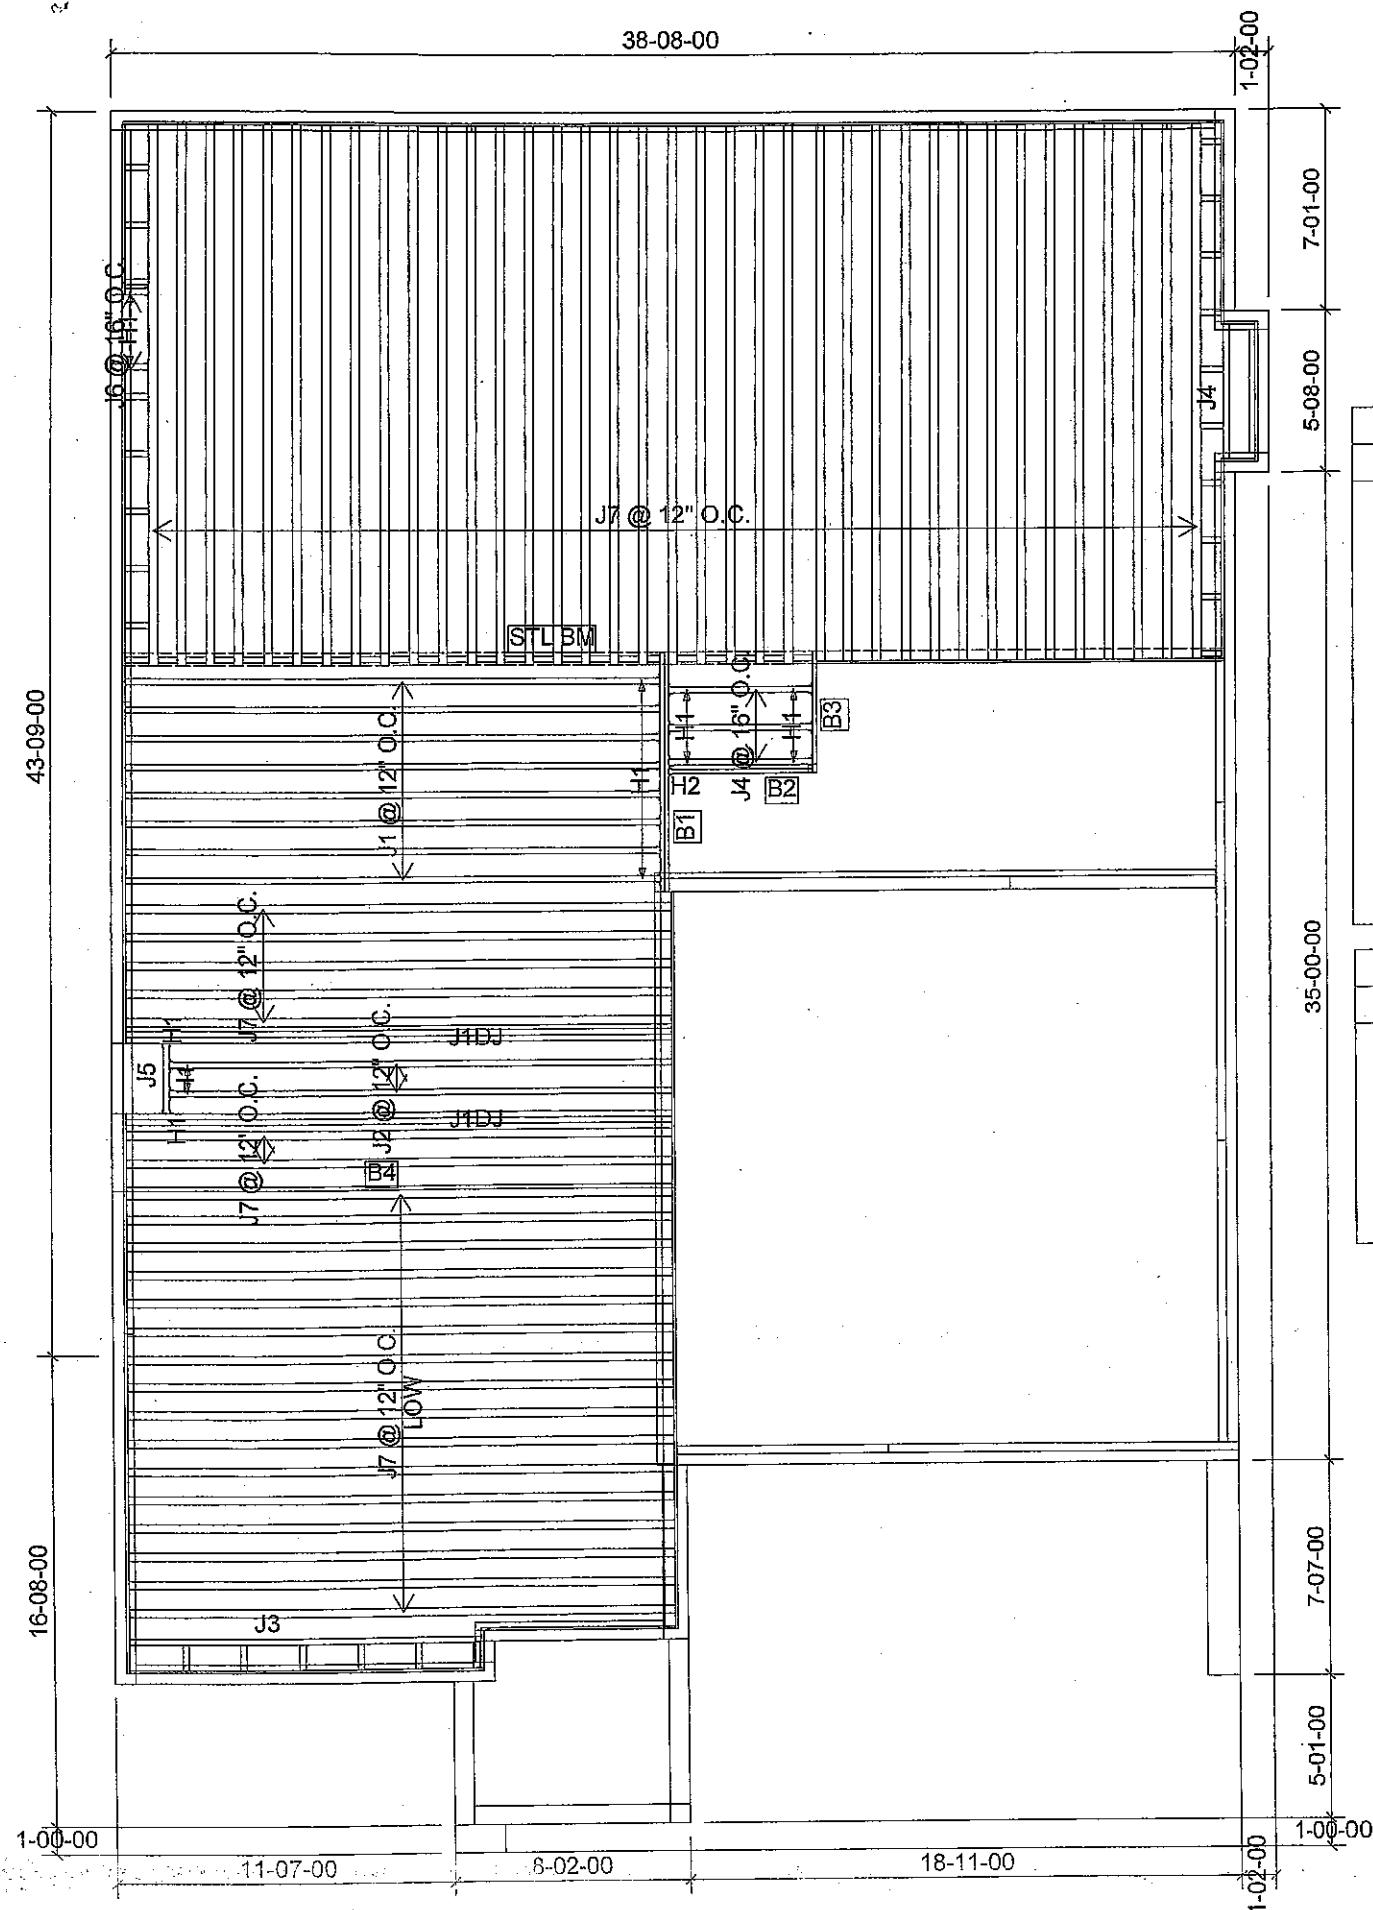 38-08-00
1-02-00
7-01-00
J6 @ 16" O.C.
H1
5-08-00
J4
J7 @ 12" O.C.
STL BM
43-09-00
J1 @ 12" O.C.
H1
H1
J4 @ 16" O.C.
H1
B3
H2
B2
B1
J7 @ 12" O.C.
35-00-00
H1
J5
H1
H1
J1DJ
J2 @ 12" O.C.
J1DJ
J7 @ 12" O.C.
B4
J7 @ 12" O.C.
LOW
16-08-00
7-07-00
J3
5-01-00
1-00-00
1-00-00
11-07-00
8-02-00
18-11-00
1-02-00